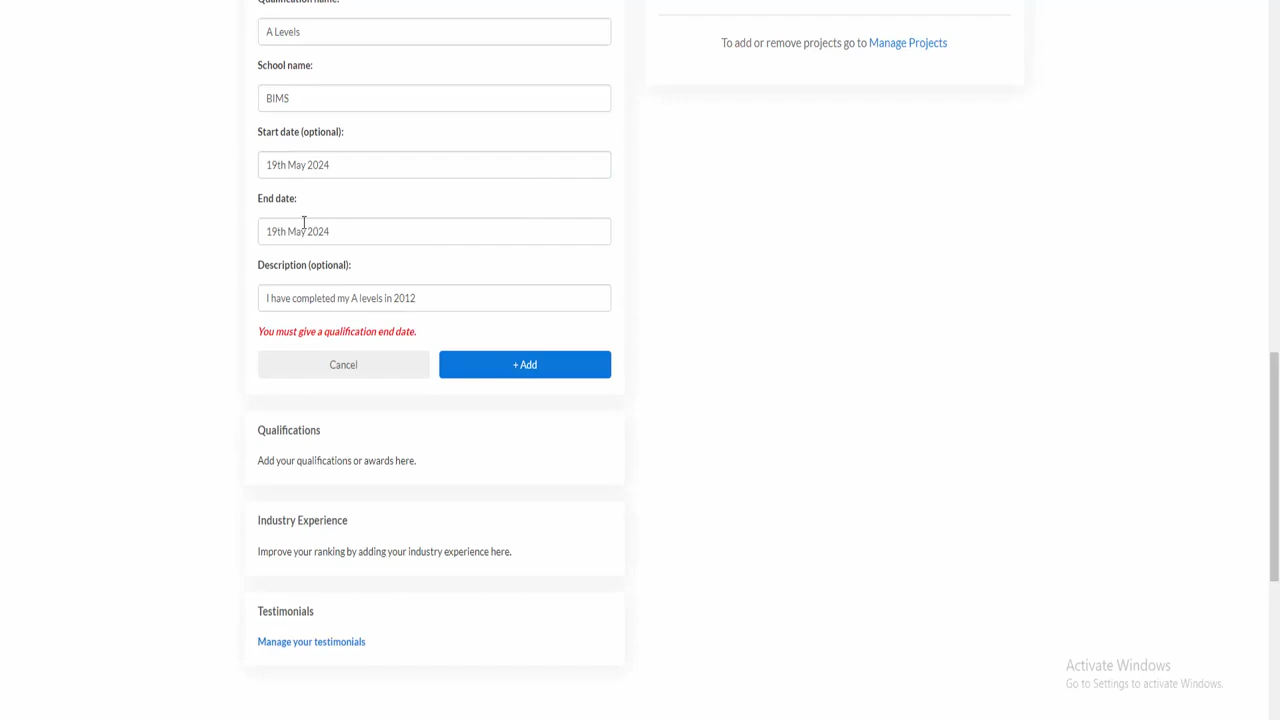 Qualification name:
A Levels
School name:
BIMS
Start date (optional):
19th May 2024
End date:
19th May 2024
Description (optional):
I have completed my A levels in 2012
You must give a qualification end date.
Cancel
+ Add
Qualifications
Add your qualifications or awards here.
Industry Experience
Improve your ranking by adding your industry experience here.
Testimonials
Manage your testimonials
To add or remove projects go to Manage Projects
Activate Windows
Go to Settings to activate Windows.